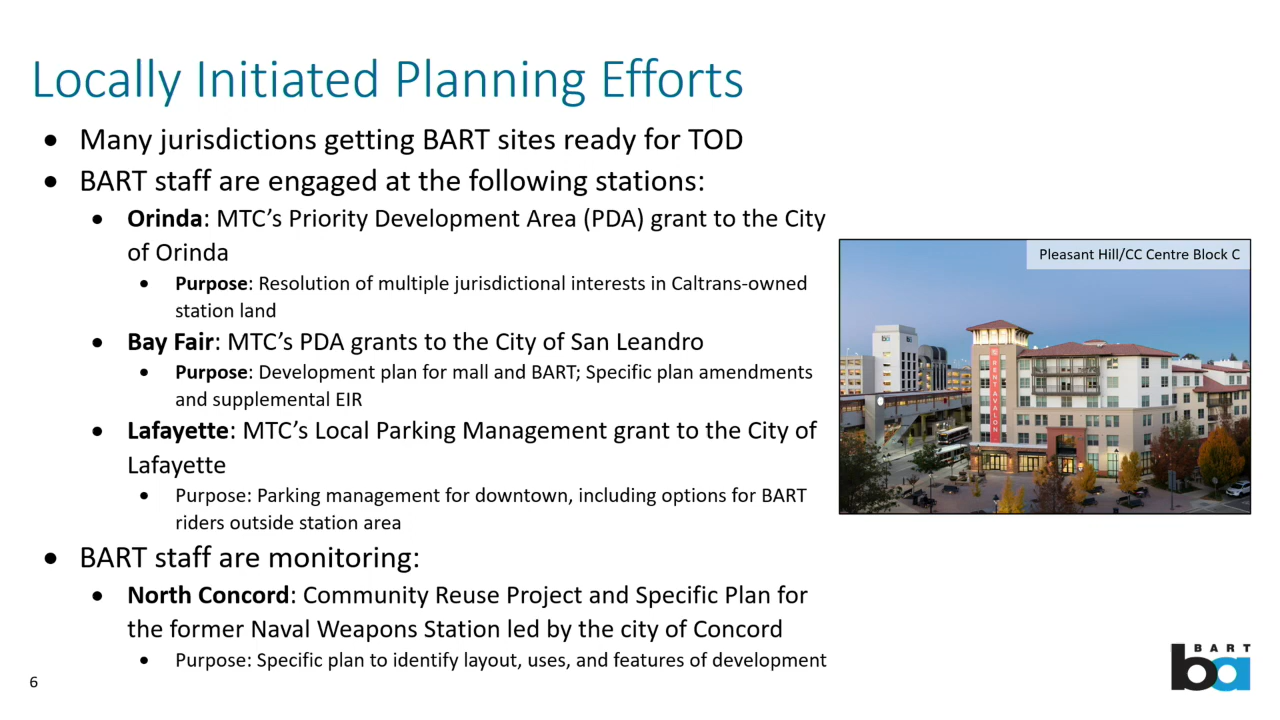 Locally Initiated Planning Efforts
• Many jurisdictions getting BART sites ready for TOD
• BART staff are engaged at the following stations:
• Orinda: MTC's Priority Development Area (PDA) grant to the City
of Orinda
• Purpose: Resolution of multiple jurisdictional interests in Caltrans-owned
station land
• Bay Fair: MTC's PDA grants to the City of San Leandro
• Purpose: Development plan for mall and BART; Specific plan amendments
and supplemental EIR
• Lafayette: MTC's Local Parking Management grant to the City of
Lafayette
• Purpose: Parking management for downtown, including options for BART
riders outside station area
• BART staff are monitoring:
• North Concord: Community Reuse Project and Specific Plan for
the former Naval Weapons Station led by the city of Concord
• Purpose: Specific plan to identify layout, uses, and features of development
Pleasant Hill/CC Centre Block C
AVALON
6
BART
ba